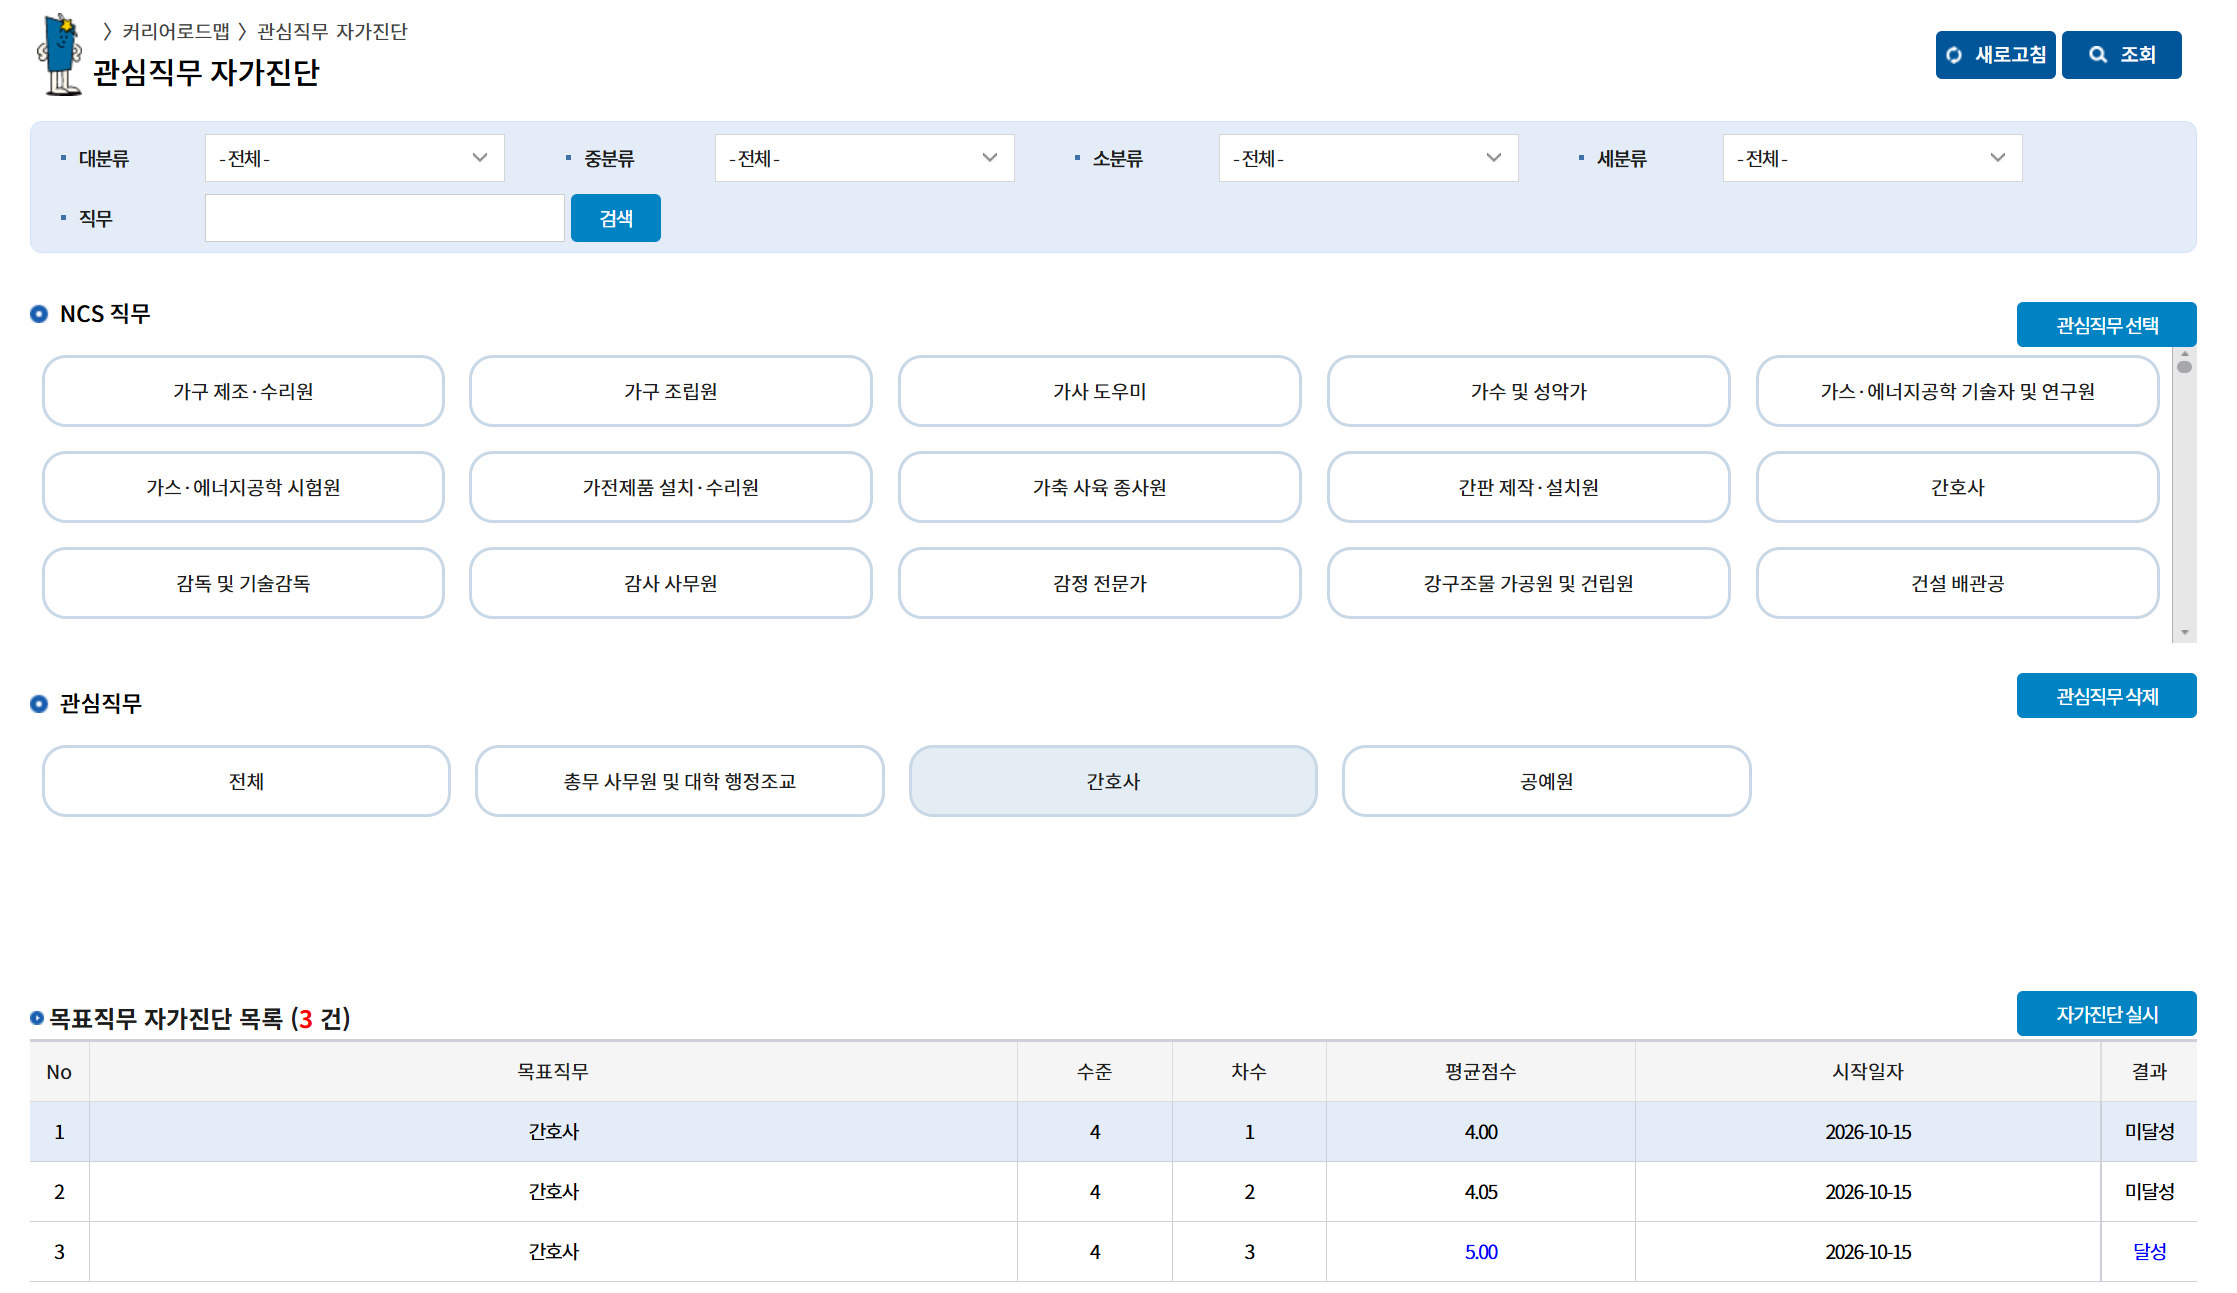 〉커리어로드맵 〉관심직무 자가진단
관심직무 자가진단
새로고침 조회
대분류 -전체- 중분류 -전체- 소분류 -전체- 세분류 -전체-
직무 검색
NCS 직무
관심직무 선택
가구 제조·수리원 가구 조립원 가사 도우미 가수 및 성악가 가스·에너지공학 기술자 및 연구원
가스·에너지공학 시험원 가전제품 설치·수리원 가축 사육 종사원 간판 제작·설치원 간호사
감독 및 기술감독 감사 사무원 감정 전문가 강구조물 가공원 및 건립원 건설 배관공
관심직무
관심직무 삭제
전체 총무 사무원 및 대학 행정조교 간호사 공예원
목표직무 자가진단 목록 (3 건)
자가진단 실시
No 목표직무 수준 차수 평균점수 시작일자 결과
1 간호사 4 1 4.00 2026-10-15 미달성
2 간호사 4 2 4.05 2026-10-15 미달성
3 간호사 4 3 5.00 2026-10-15 달성